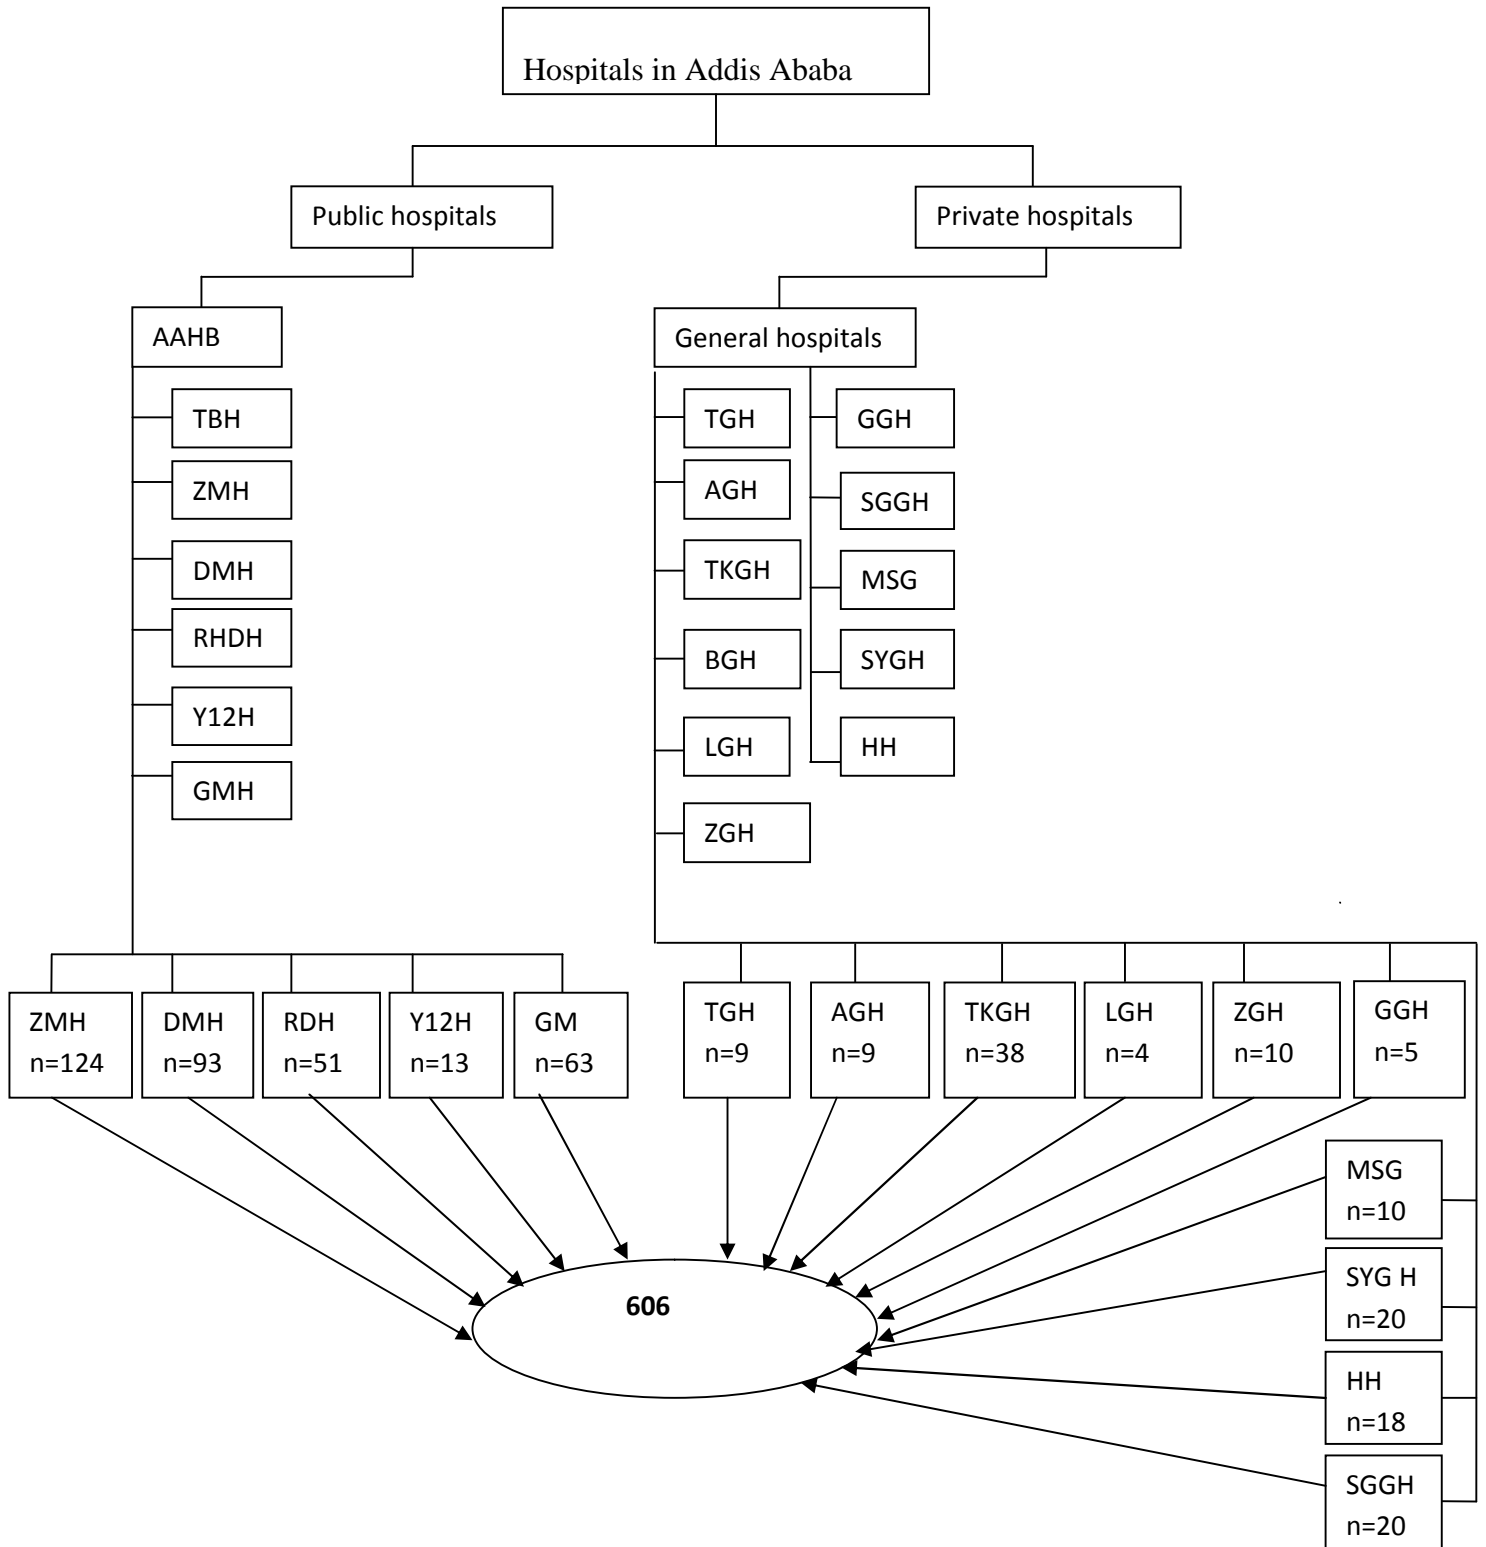 Hospitals in Addis Ababa
Public hospitals
Private hospitals
AAHB
General hospitals
TBH
ZMH
DMH
RHDH
Y12H
GMH
TGH
AGH
TKGH
BGH
LGH
ZGH
GGH
SGGH
MSG
SYGH
HH
ZMH
n=124
DMH
n=93
RDH
n=51
Y12H
n=13
GM
n=63
TGH
n=9
AGH
n=9
TKGH
n=38
LGH
n=4
ZGH
n=10
GGH
n=5
MSG
n=10
SYG H
n=20
HH
n=18
SGGH
n=20
606